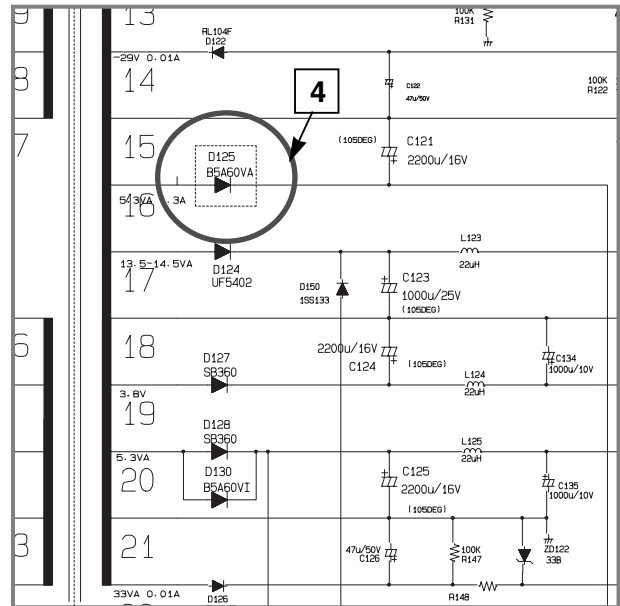 13
100K
R131
RL104F
D122
-29V 0.01A
14
C122
47u/50V
100K
R122
4
15
D125
B5A60VA
(105DEG)
C121
2200u/16V
16
13.5~14.5VA
17
D124
UF5402
L123
22uH
D150
1SS133
C123
1000u/25V
(105DEG)
18
2200u/16V
C124
(105DEG)
C134
1000u/10V
D127
SB360
L124
22uH
3.8V
19
D128
SB360
5.3VA
L125
22uH
20
D130
B5A60VI
C125
2200u/16V
(105DEG)
C135
1000u/10V
21
47u/50V
C126
100K
R147
ZD122
33B
33VA 0.01A
D126
R148